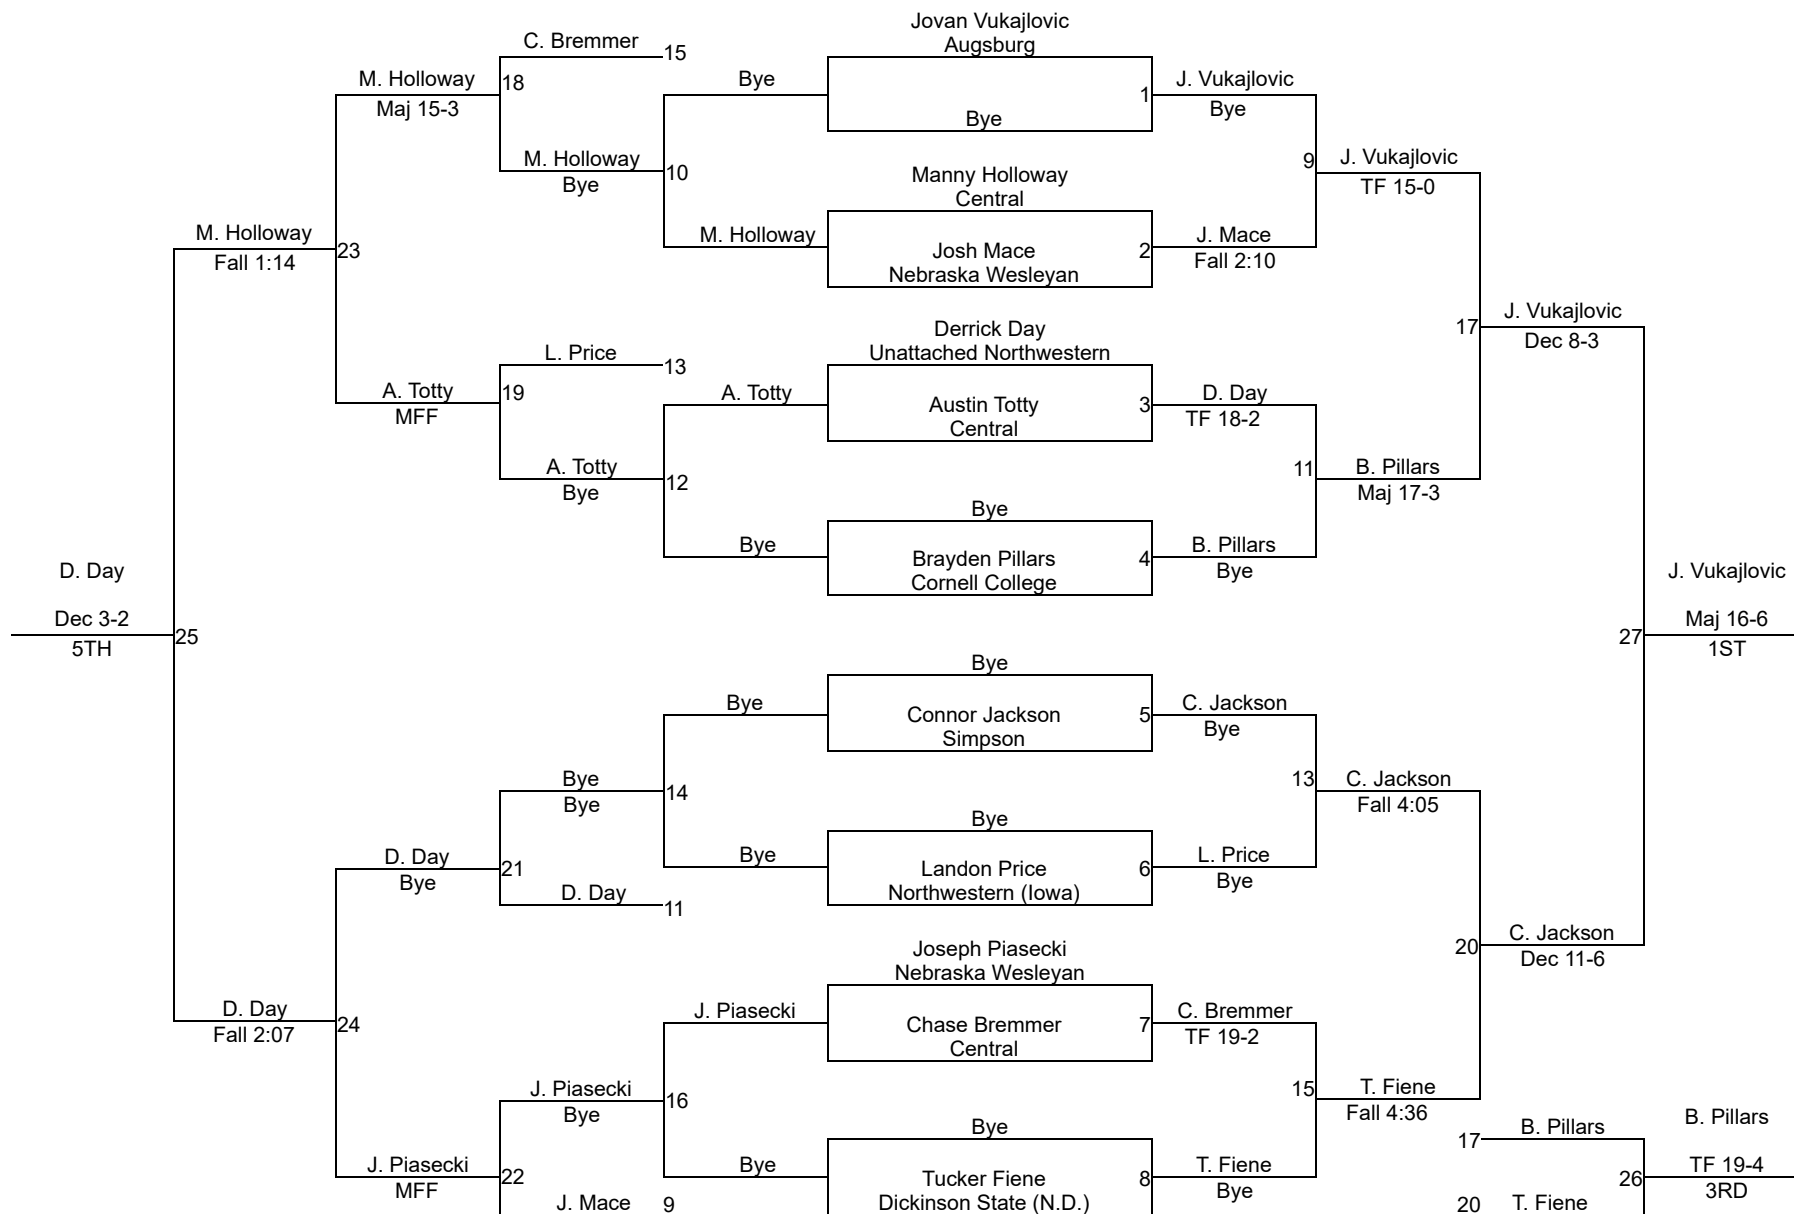 Jovan Vukajlovic
Augsburg
C. Bremmer
15
M. Holloway
18
Bye
1
J. Vukajlovic
Maj 15-3
Bye
Bye
M. Holloway
10
Bye
Manny Holloway
Central
9
J. Vukajlovic
TF 15-0
M. Holloway
Fall 1:14
23
M. Holloway
Josh Mace
Nebraska Wesleyan
2
J. Mace
Fall 2:10
Derrick Day
Unattached Northwestern
17
J. Vukajlovic
Dec 8-3
L. Price
13
A. Totty
MFF
19
A. Totty
Austin Totty
Central
3
D. Day
TF 18-2
A. Totty
Bye
12
11
B. Pillars
Maj 17-3
Bye
Bye
Brayden Pillars
Cornell College
4
B. Pillars
Bye
D. Day
Dec 3-2
5TH
25
27
J. Vukajlovic
Maj 16-6
1ST
Bye
Bye
Connor Jackson
Simpson
5
C. Jackson
Bye
Bye
Bye
14
13
C. Jackson
Fall 4:05
Bye
D. Day
Bye
21
Bye
Landon Price
Northwestern (Iowa)
6
L. Price
Bye
D. Day
11
Joseph Piasecki
Nebraska Wesleyan
20
C. Jackson
Dec 11-6
D. Day
Fall 2:07
24
J. Piasecki
Chase Bremmer
Central
7
C. Bremmer
TF 19-2
J. Piasecki
Bye
16
15
T. Fiene
Fall 4:36
Bye
17
B. Pillars
B. Pillars
J. Piasecki
MFF
22
Bye
Tucker Fiene
Dickinson State (N.D.)
8
T. Fiene
Bye
26
TF 19-4
3RD
J. Mace
9
20
T. Fiene